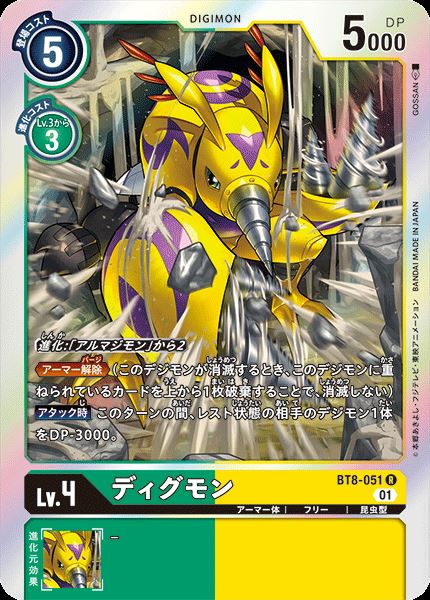 登場コスト
5
DIGIMON
DP
5000
進化コスト
Lv.3から
3
GOSSAN
BANDAI MADE IN JAPAN
©本郷あきよし・フジテレビ・東映アニメーション
進化:「アルマジモン」から2
アーマー解除 (このデジモンが消滅するとき、このデジモンに重
ねられているカードを上から1枚破棄することで、消滅しない)
アタック時 このターンの間、レスト状態の相手のデジモン1体
をDP-3000。
BT8-051 R
01
Lv.4
ディグモン
アーマー体 | フリー | 昆虫型
進化元効果
–